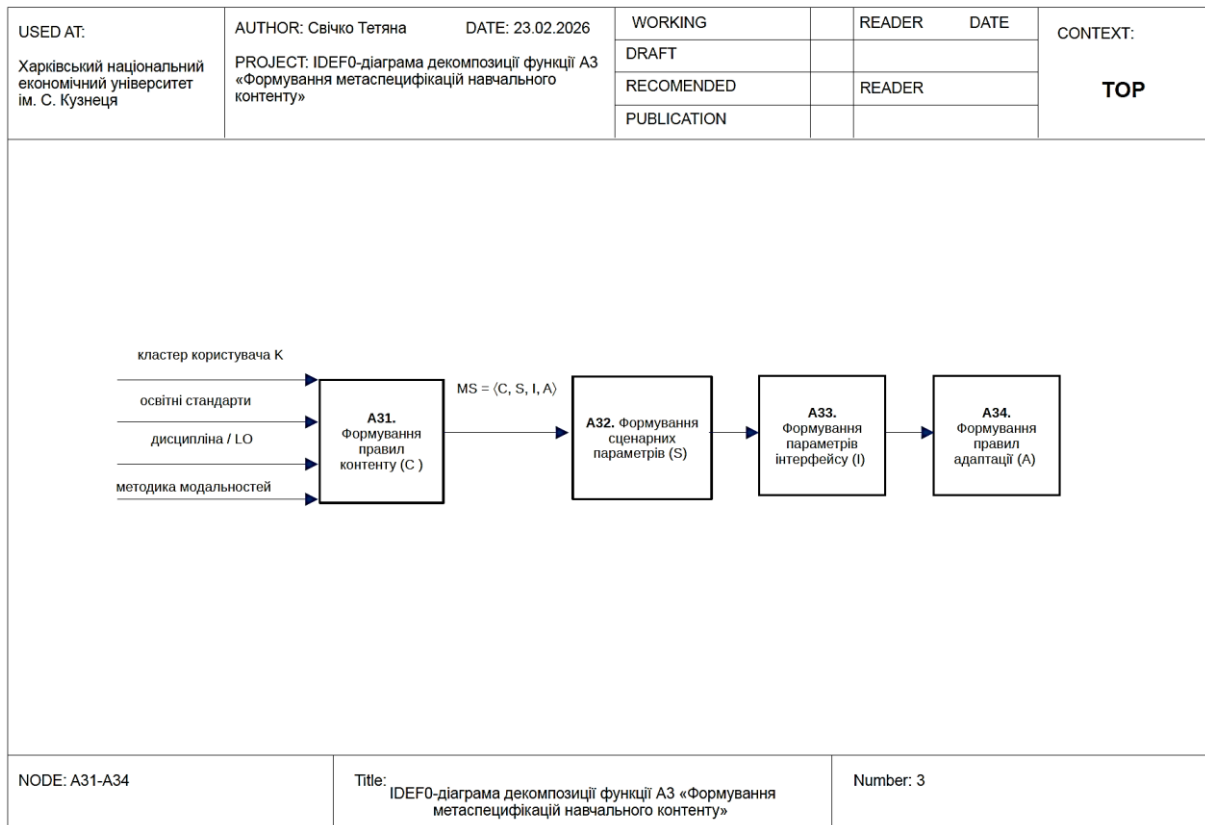 USED AT:
Харківський національний
економічний університет
ім. С. Кузнеця
AUTHOR: Свічко Тетяна DATE: 23.02.2026
PROJECT: IDEF0-діаграма декомпозиції функції А3
«Формування метаспецифікацій навчального
контенту»
WORKING
DRAFT
RECOMENDED
PUBLICATION
READER DATE
READER
CONTEXT:
TOP
кластер користувача К
освітні стандарти
дисципліна / LO
методика модальностей
A31.
Формування
правил
контенту (C )
MS = ⟨C, S, I, A⟩
A32. Формування
сценарних
параметрів (S)
A33.
Формування
параметрів
інтерфейсу (I)
A34.
Формування
правил
адаптації (A)
NODE: A31-A34
Title:
IDEF0-діаграма декомпозиції функції А3 «Формування
метаспецифікацій навчального контенту»
Number: 3